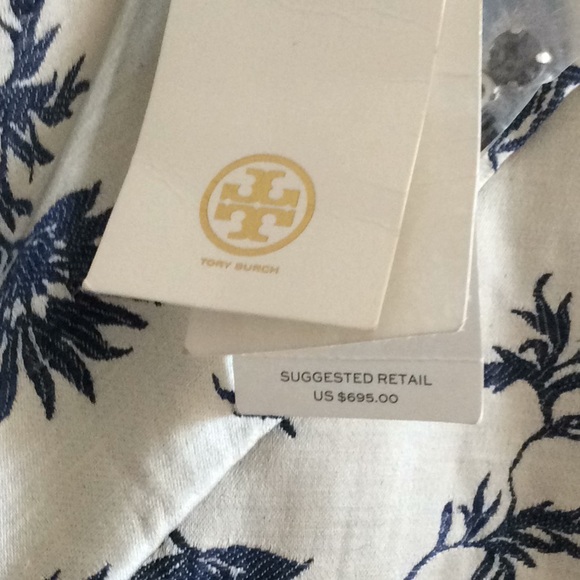 TORY BURCH
SUGGESTED RETAIL
US $695.00